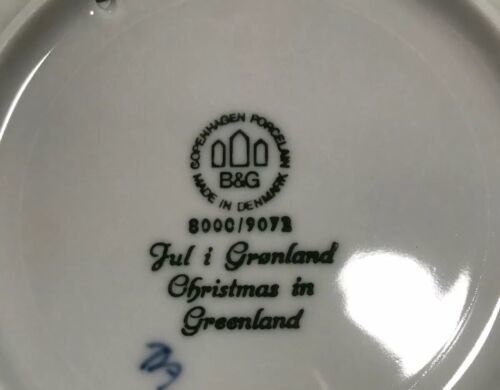 COPENHAGEN PORCELAIN
MADE IN DENMARK
B&G
8000/9072
Jul i Grønland
Christmas in
Greenland